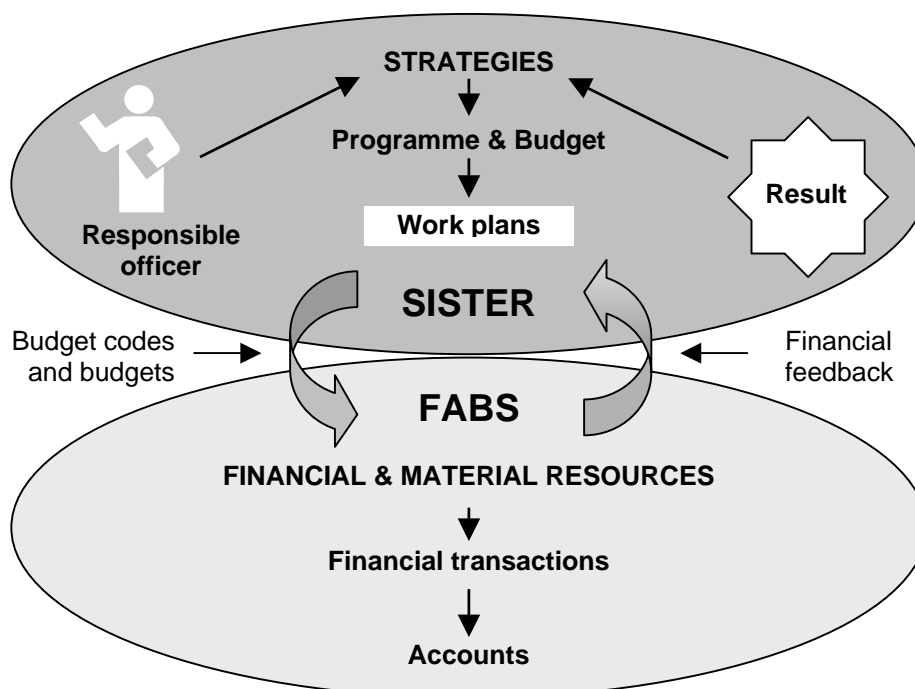 STRATEGIES
Programme & Budget
Work plans
Responsible
officer
Result
SISTER
Budget codes
and budgets
Financial
feedback
FABS
FINANCIAL & MATERIAL RESOURCES
Financial transactions
Accounts